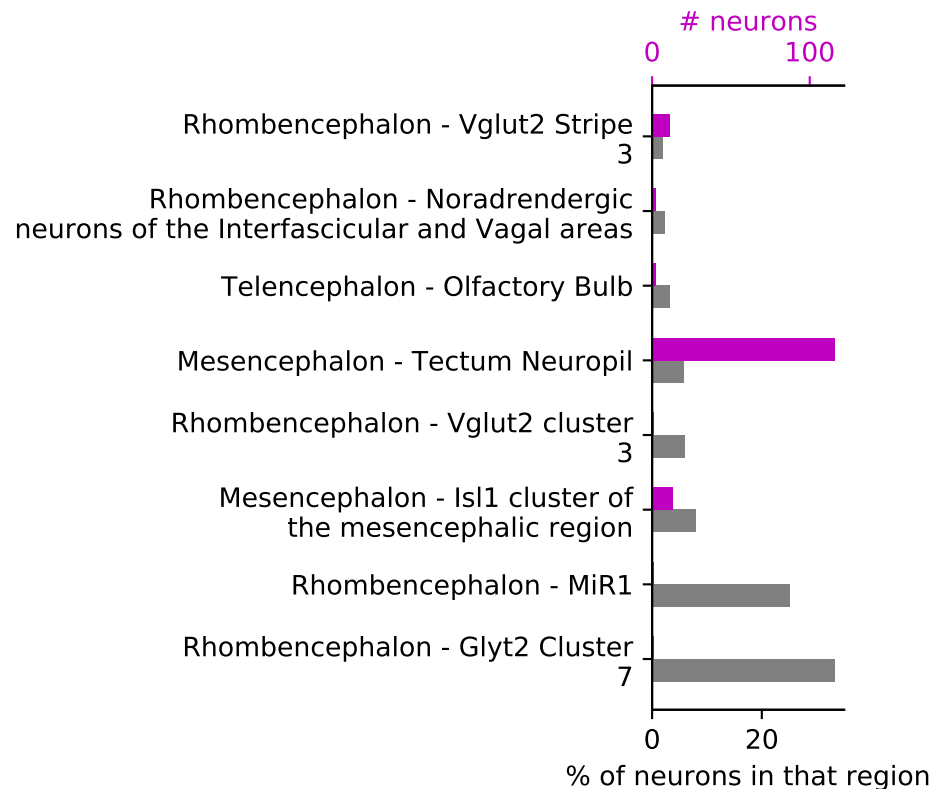 # neurons
0 100
Rhombencephalon - Vglut2 Stripe
3
Rhombencephalon - Noradrendergic
neurons of the Interfascicular and Vagal areas
Telencephalon - Olfactory Bulb
Mesencephalon - Tectum Neuropil
Rhombencephalon - Vglut2 cluster
3
Mesencephalon - Isl1 cluster of
the mesencephalic region
Rhombencephalon - MiR1
Rhombencephalon - Glyt2 Cluster
7
0 20
% of neurons in that region